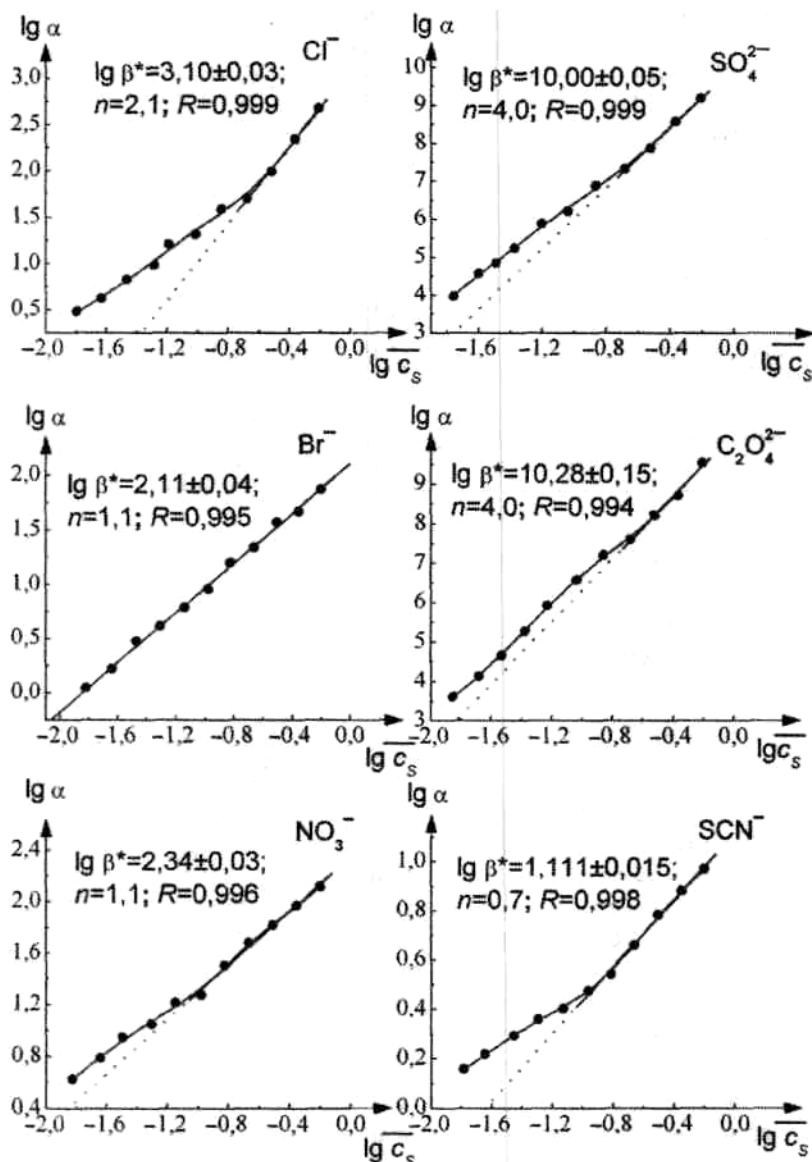 lg α
Cl⁻
lg β*=3,10±0,03;
n=2,1; R=0,999
3,0
2,5
2,0
1,5
1,0
0,5
−2,0 −1,6 −1,2 −0,8 −0,4 0,0
lg c̅ₛ
lg α
SO₄²⁻
lg β*=10,00±0,05;
n=4,0; R=0,999
10
9
8
7
6
5
4
3
−2,0 −1,6 −1,2 −0,8 −0,4 0,0
lg c̅ₛ
lg α
Br⁻
lg β*=2,11±0,04;
n=1,1; R=0,995
2,0
1,5
1,0
0,5
0,0
−2,0 −1,6 −1,2 −0,8 −0,4 0,0
lg c̅ₛ
lg α
C₂O₄²⁻
lg β*=10,28±0,15;
n=4,0; R=0,994
9
8
7
6
5
4
3
−2,0 −1,6 −1,2 −0,8 −0,4 0,0
lgc̅ₛ
lg α
NO₃⁻
lg β*=2,34±0,03;
n=1,1; R=0,996
2,4
2,0
1,6
1,2
0,8
0,4
−2,0 −1,6 −1,2 −0,8 −0,4 0,0
lg c̅ₛ
lg α
SCN⁻
lg β*=1,111±0,015;
n=0,7; R=0,998
1,0
0,8
0,6
0,4
0,2
0,0
−2,0 −1,6 −1,2 −0,8 −0,4 0,0
lg c̅ₛ